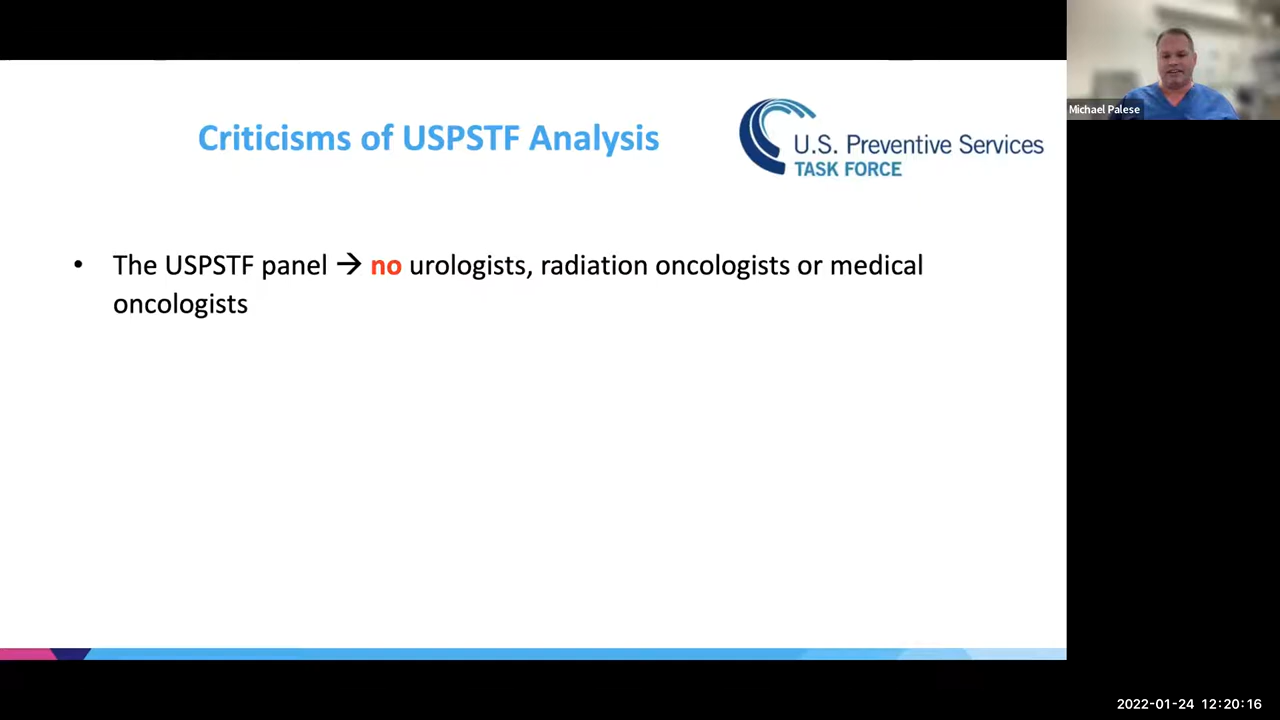 Michael Palese
Criticisms of USPSTF Analysis
U.S. Preventive Services
TASK FORCE
• The USPSTF panel → no urologists, radiation oncologists or medical
oncologists
2022-01-24 12:20:16